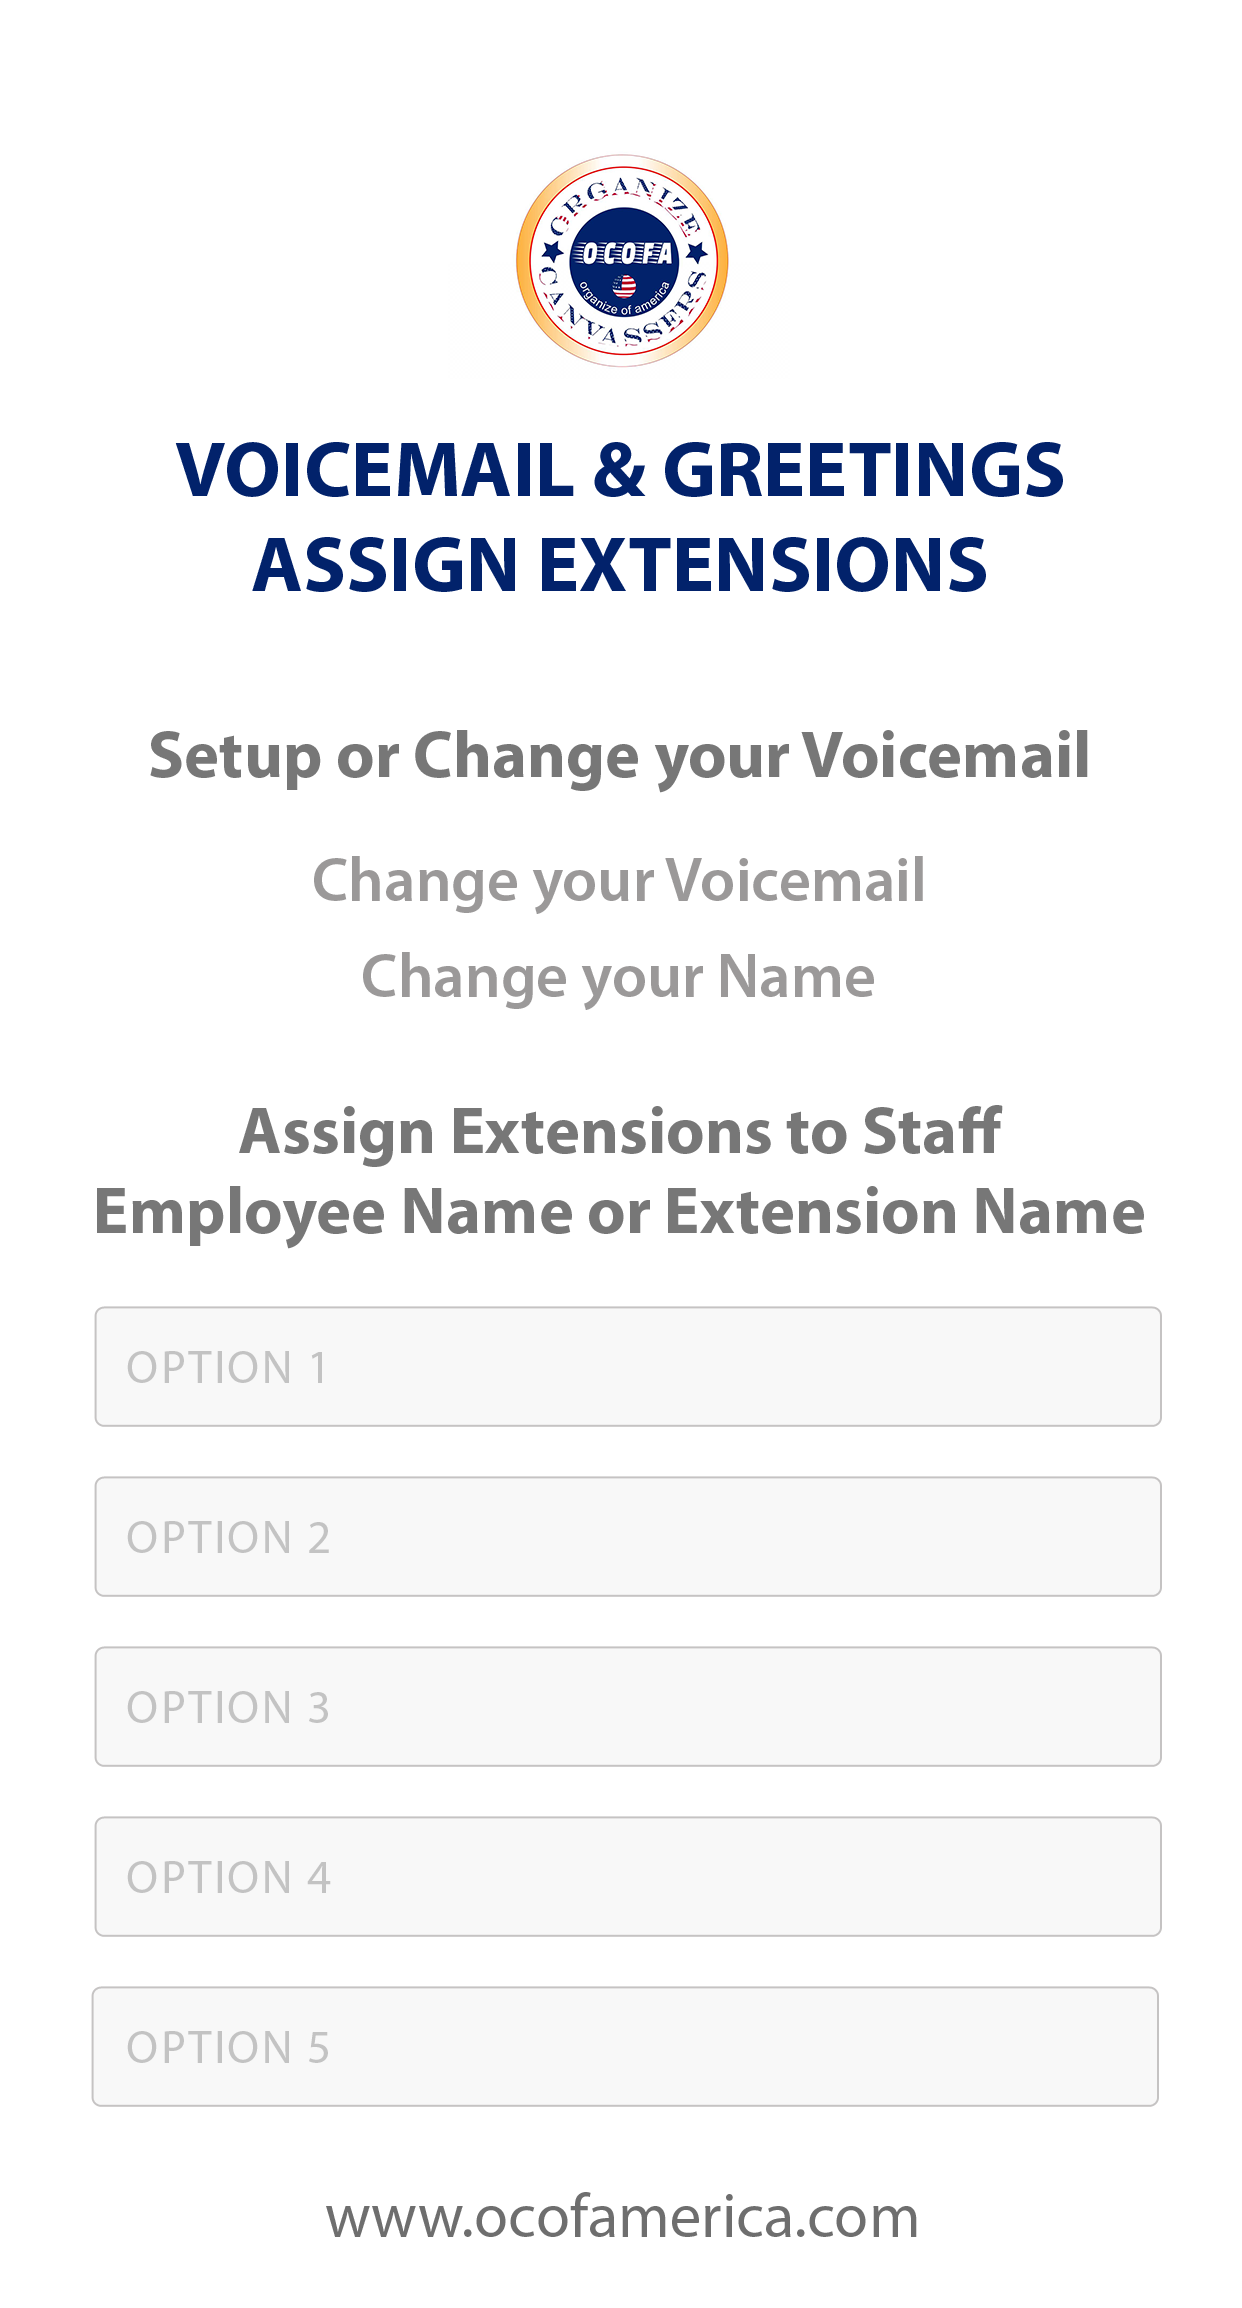 ORGANIZE
OCOFA
organize of america
CANVASSERS
VOICEMAIL & GREETINGS
ASSIGN EXTENSIONS
Setup or Change your Voicemail
Change your Voicemail
Change your Name
Assign Extensions to Staff
Employee Name or Extension Name
OPTION 1
OPTION 2
OPTION 3
OPTION 4
OPTION 5
www.ocofamerica.com